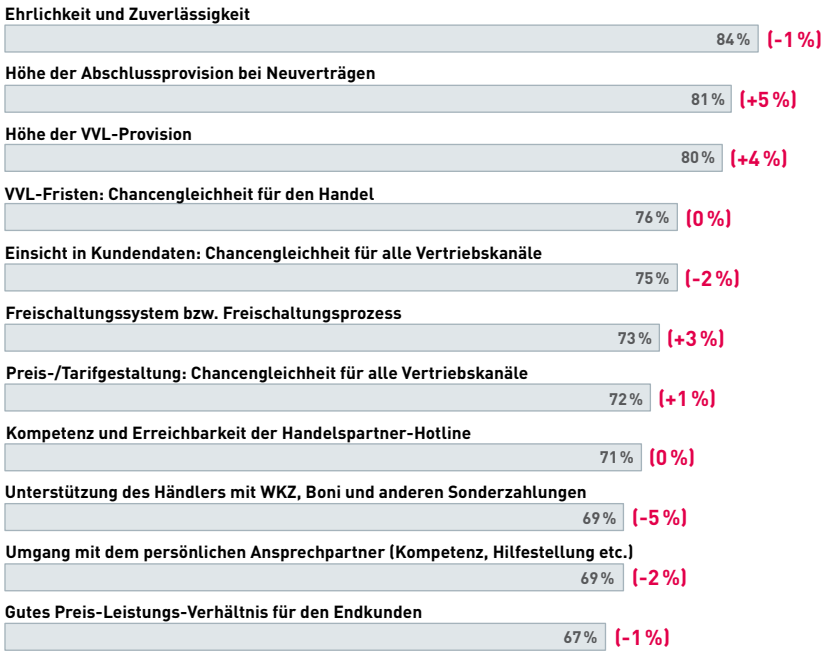 Ehrlichkeit und Zuverlässigkeit
84 % (-1 %)
Höhe der Abschlussprovision bei Neuverträgen
81 % (+5 %)
Höhe der VVL-Provision
80 % (+4 %)
VVL-Fristen: Chancengleichheit für den Handel
76 % (0 %)
Einsicht in Kundendaten: Chancengleichheit für alle Vertriebskanäle
75 % (-2 %)
Freischaltungssystem bzw. Freischaltungsprozess
73 % (+3 %)
Preis-/Tarifgestaltung: Chancengleichheit für alle Vertriebskanäle
72 % (+1 %)
Kompetenz und Erreichbarkeit der Handelspartner-Hotline
71 % (0 %)
Unterstützung des Händlers mit WKZ, Boni und anderen Sonderzahlungen
69 % (-5 %)
Umgang mit dem persönlichen Ansprechpartner (Kompetenz, Hilfestellung etc.)
69 % (-2 %)
Gutes Preis-Leistungs-Verhältnis für den Endkunden
67 % (-1 %)